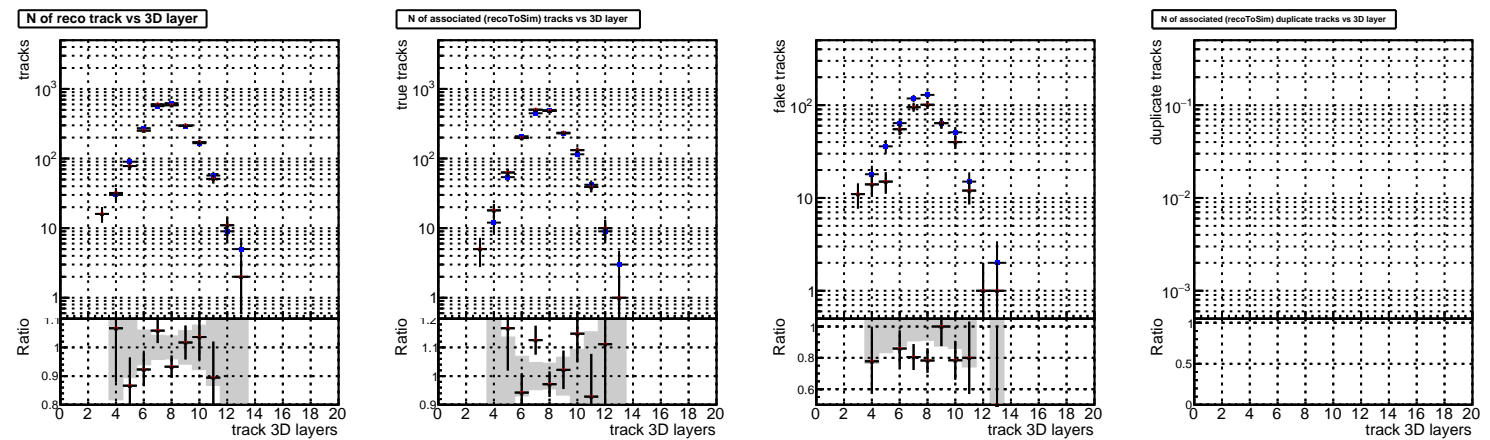 N of reco track vs 3D layer
tracks
10³
10²
10
1
Ratio
1.1
1
0.9
0.8
0 2 4 6 8 10 12 14 16 18 20
track 3D layers
N of associated (recoToSim) tracks vs 3D layer
true tracks
10³
10²
10
1
Ratio
1.2
1.1
1
0.9
0 2 4 6 8 10 12 14 16 18 20
track 3D layers
fake tracks
10²
10
1
Ratio
1
0.8
0.6
0 2 4 6 8 10 12 14 16 18 20
track 3D layers
N of associated (recoToSim) duplicate tracks vs 3D layer
duplicate tracks
10⁻¹
10⁻²
10⁻³
Ratio
1
0.5
0
0 2 4 6 8 10 12 14 16 18 20
track 3D layers